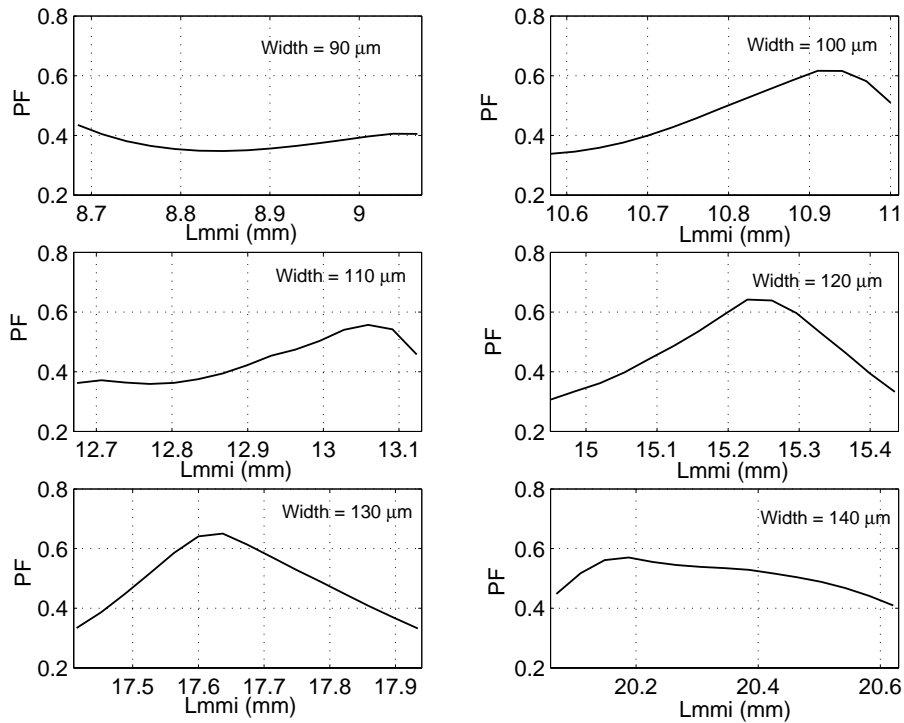 0.8
0.6
0.4
0.2
PF
Width = 90 μm
8.7 8.8 8.9 9
Lmmi (mm)
0.8
0.6
0.4
0.2
PF
Width = 100 μm
10.6 10.7 10.8 10.9 11
Lmmi (mm)
0.8
0.6
0.4
0.2
PF
Width = 110 μm
12.7 12.8 12.9 13 13.1
Lmmi (mm)
0.8
0.6
0.4
0.2
PF
Width = 120 μm
15 15.1 15.2 15.3 15.4
Lmmi (mm)
0.8
0.6
0.4
0.2
PF
Width = 130 μm
17.5 17.6 17.7 17.8 17.9
Lmmi (mm)
0.8
0.6
0.4
0.2
PF
Width = 140 μm
20.2 20.4 20.6
Lmmi (mm)